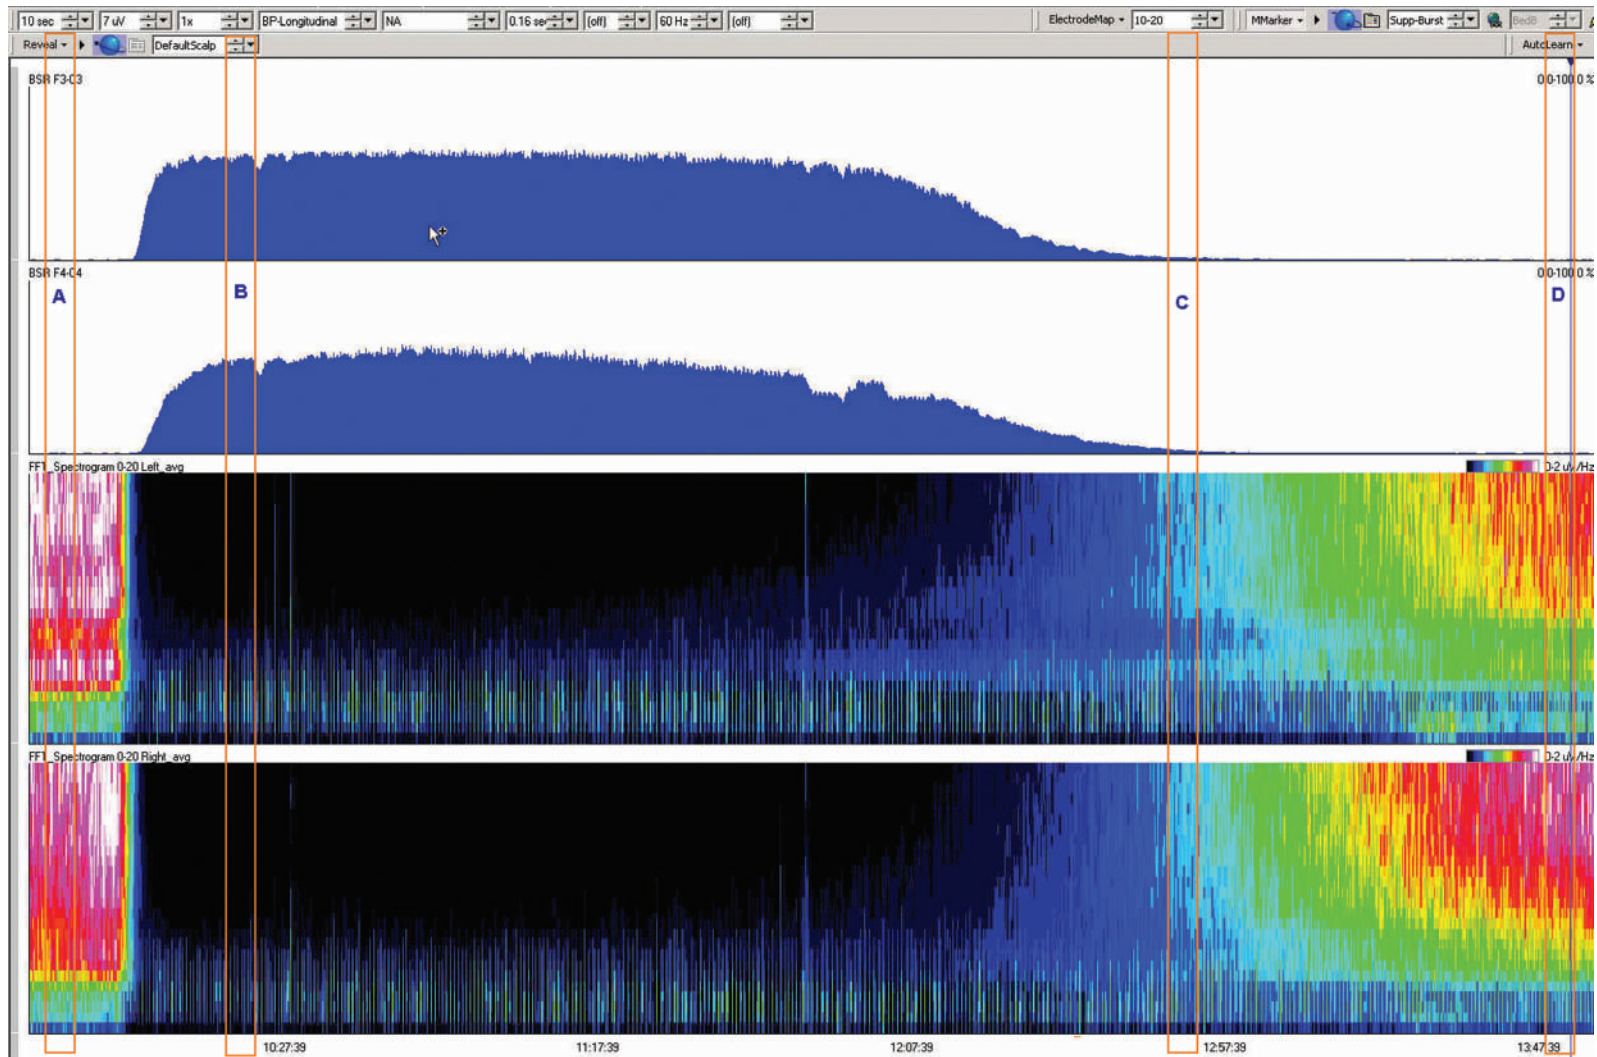 10 sec 7 uV 1x BP-Longitudinal NA 0.16 sec (off) 60 Hz (off) ElectrodeMap 10-20 MMarker Supp-Burst BedB
Reveal DefaultScalp AutoLearn
BSR F3-03 0.0-100.0 %
BSR F4-04 0.0-100.0 %
A B C D
FFT_Spectrogram 0-20 Left_avg 0-2 uV/Hz
FFT_Spectrogram 0-20 Right_avg 0-2 uV/Hz
10:27:39 11:17:39 12:07:39 12:57:39 13:47:39